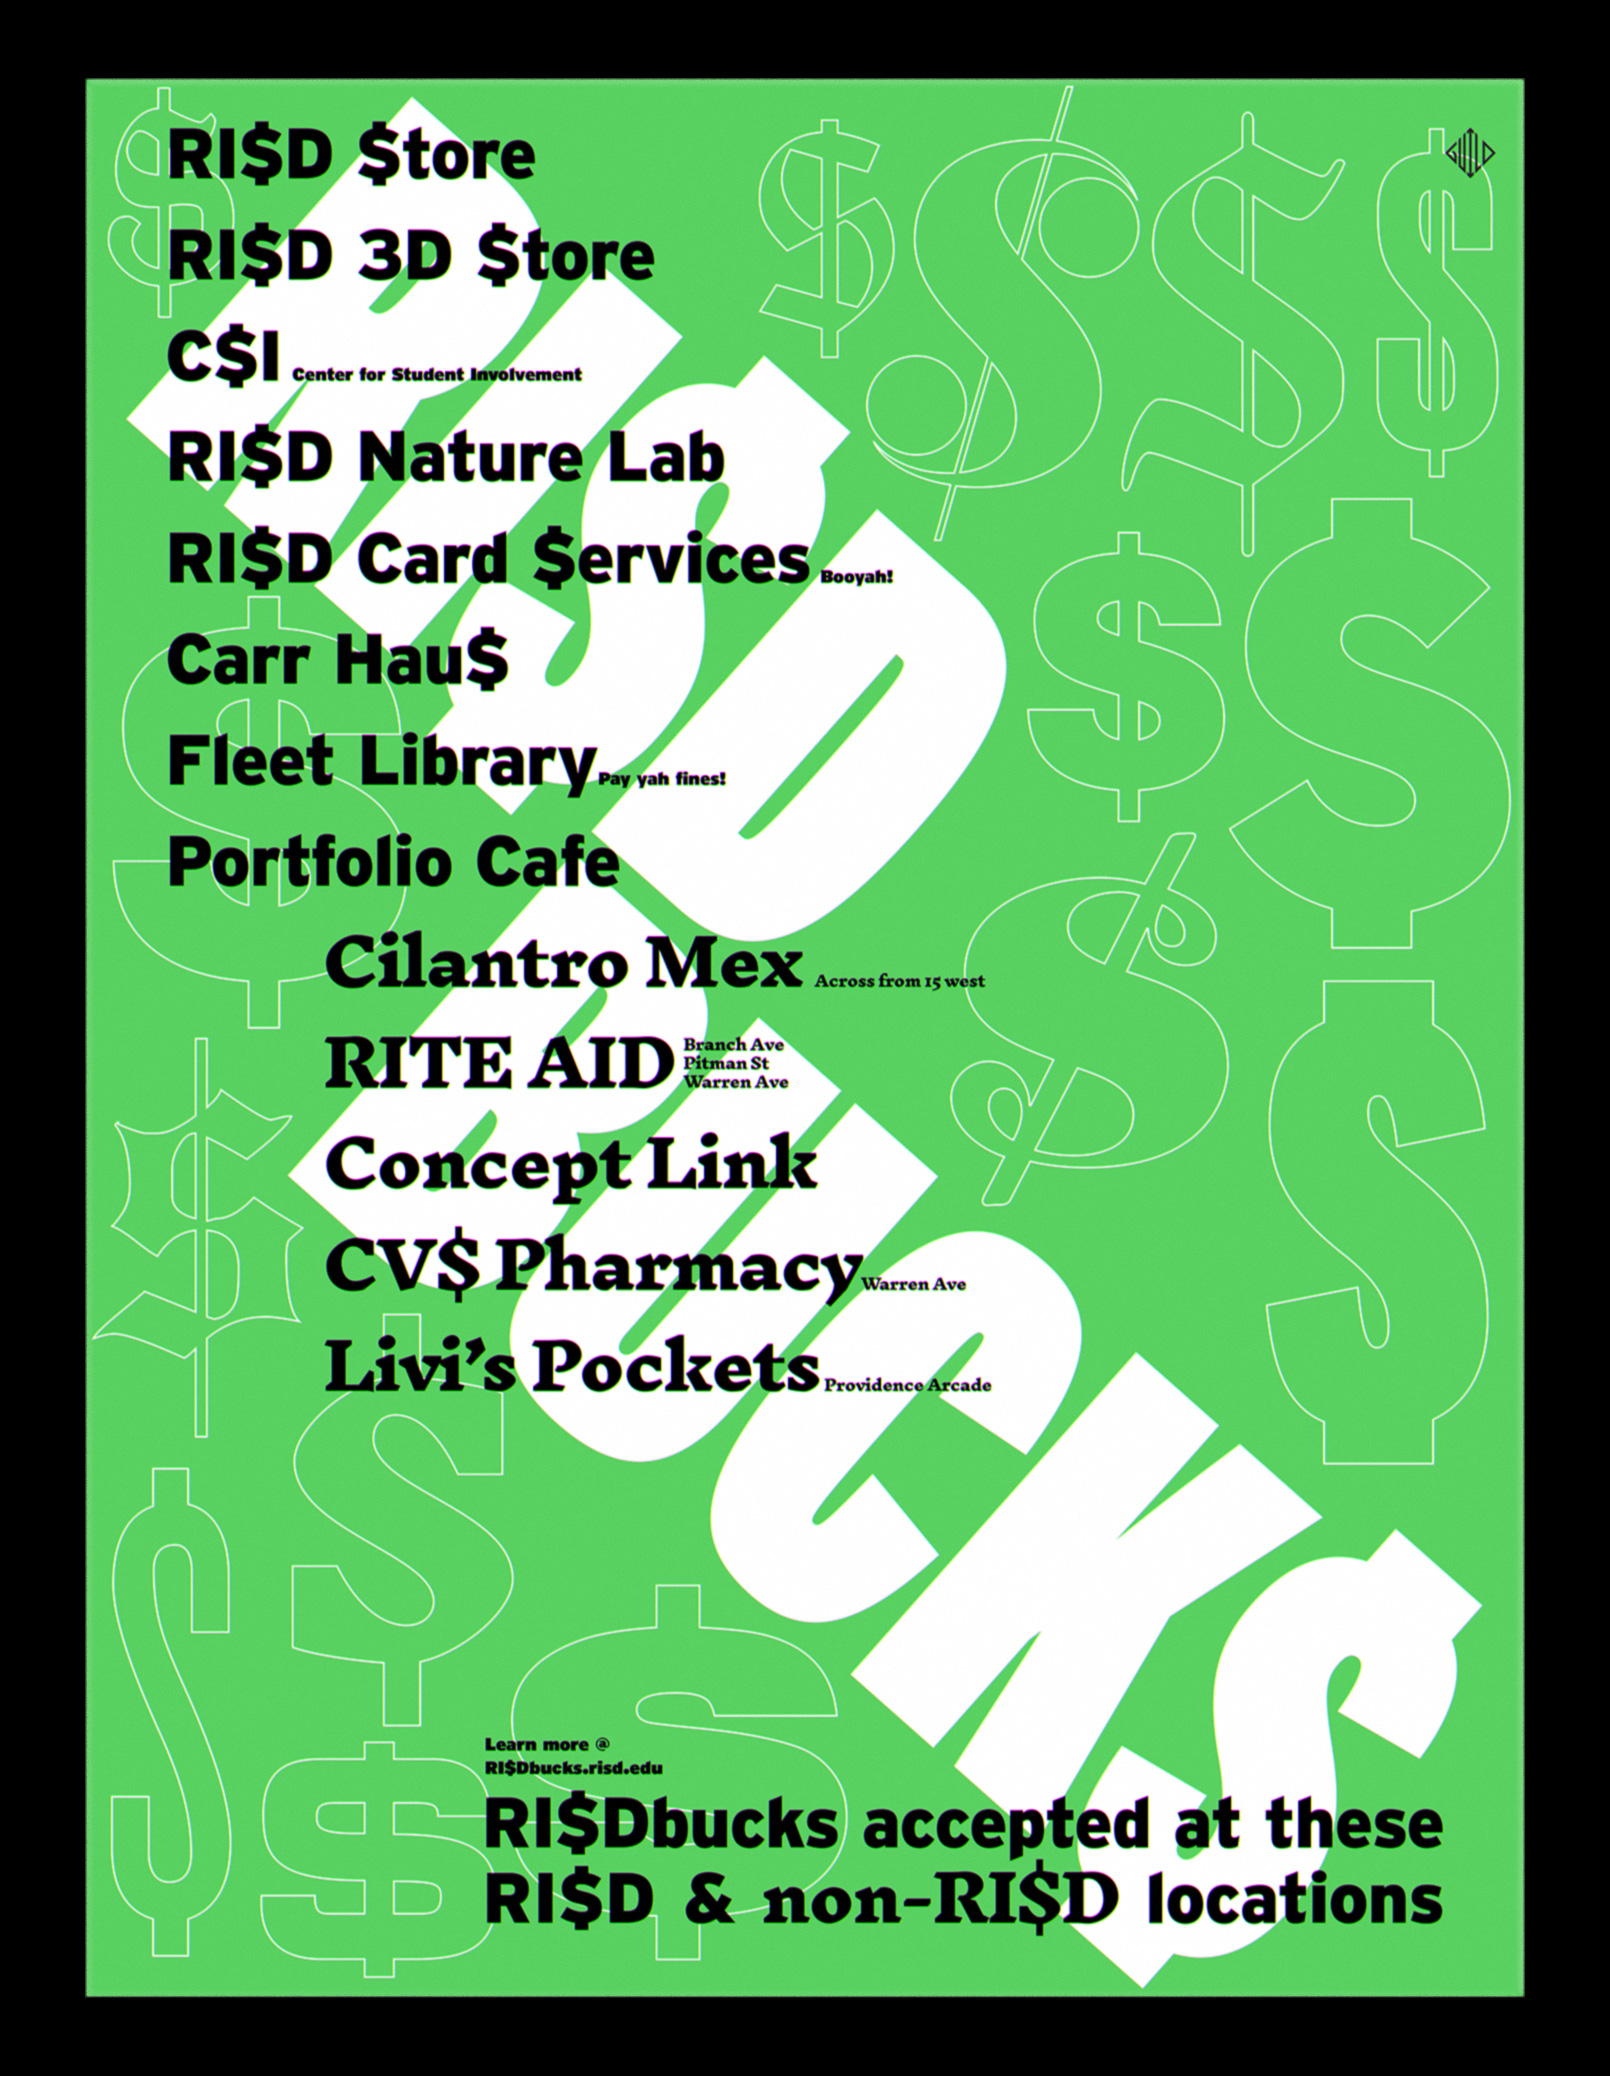 RI$D $tore
RI$D 3D $tore
C$I Center for Student Involvement
RI$D Nature Lab
RI$D Card $ervices Booyah!
Carr Hau$
Fleet Library Pay yah fines!
Portfolio Cafe
Cilantro Mex Across from 15 west
RITE AID
Branch Ave
Pitman St
Warren Ave
Concept Link
CV$ Pharmacy Warren Ave
Livi's Pockets Providence Arcade
RI$D
BUCK$
GUILD
Learn more @
RI$Dbucks.risd.edu
RI$Dbucks accepted at these
RI$D & non-RI$D locations